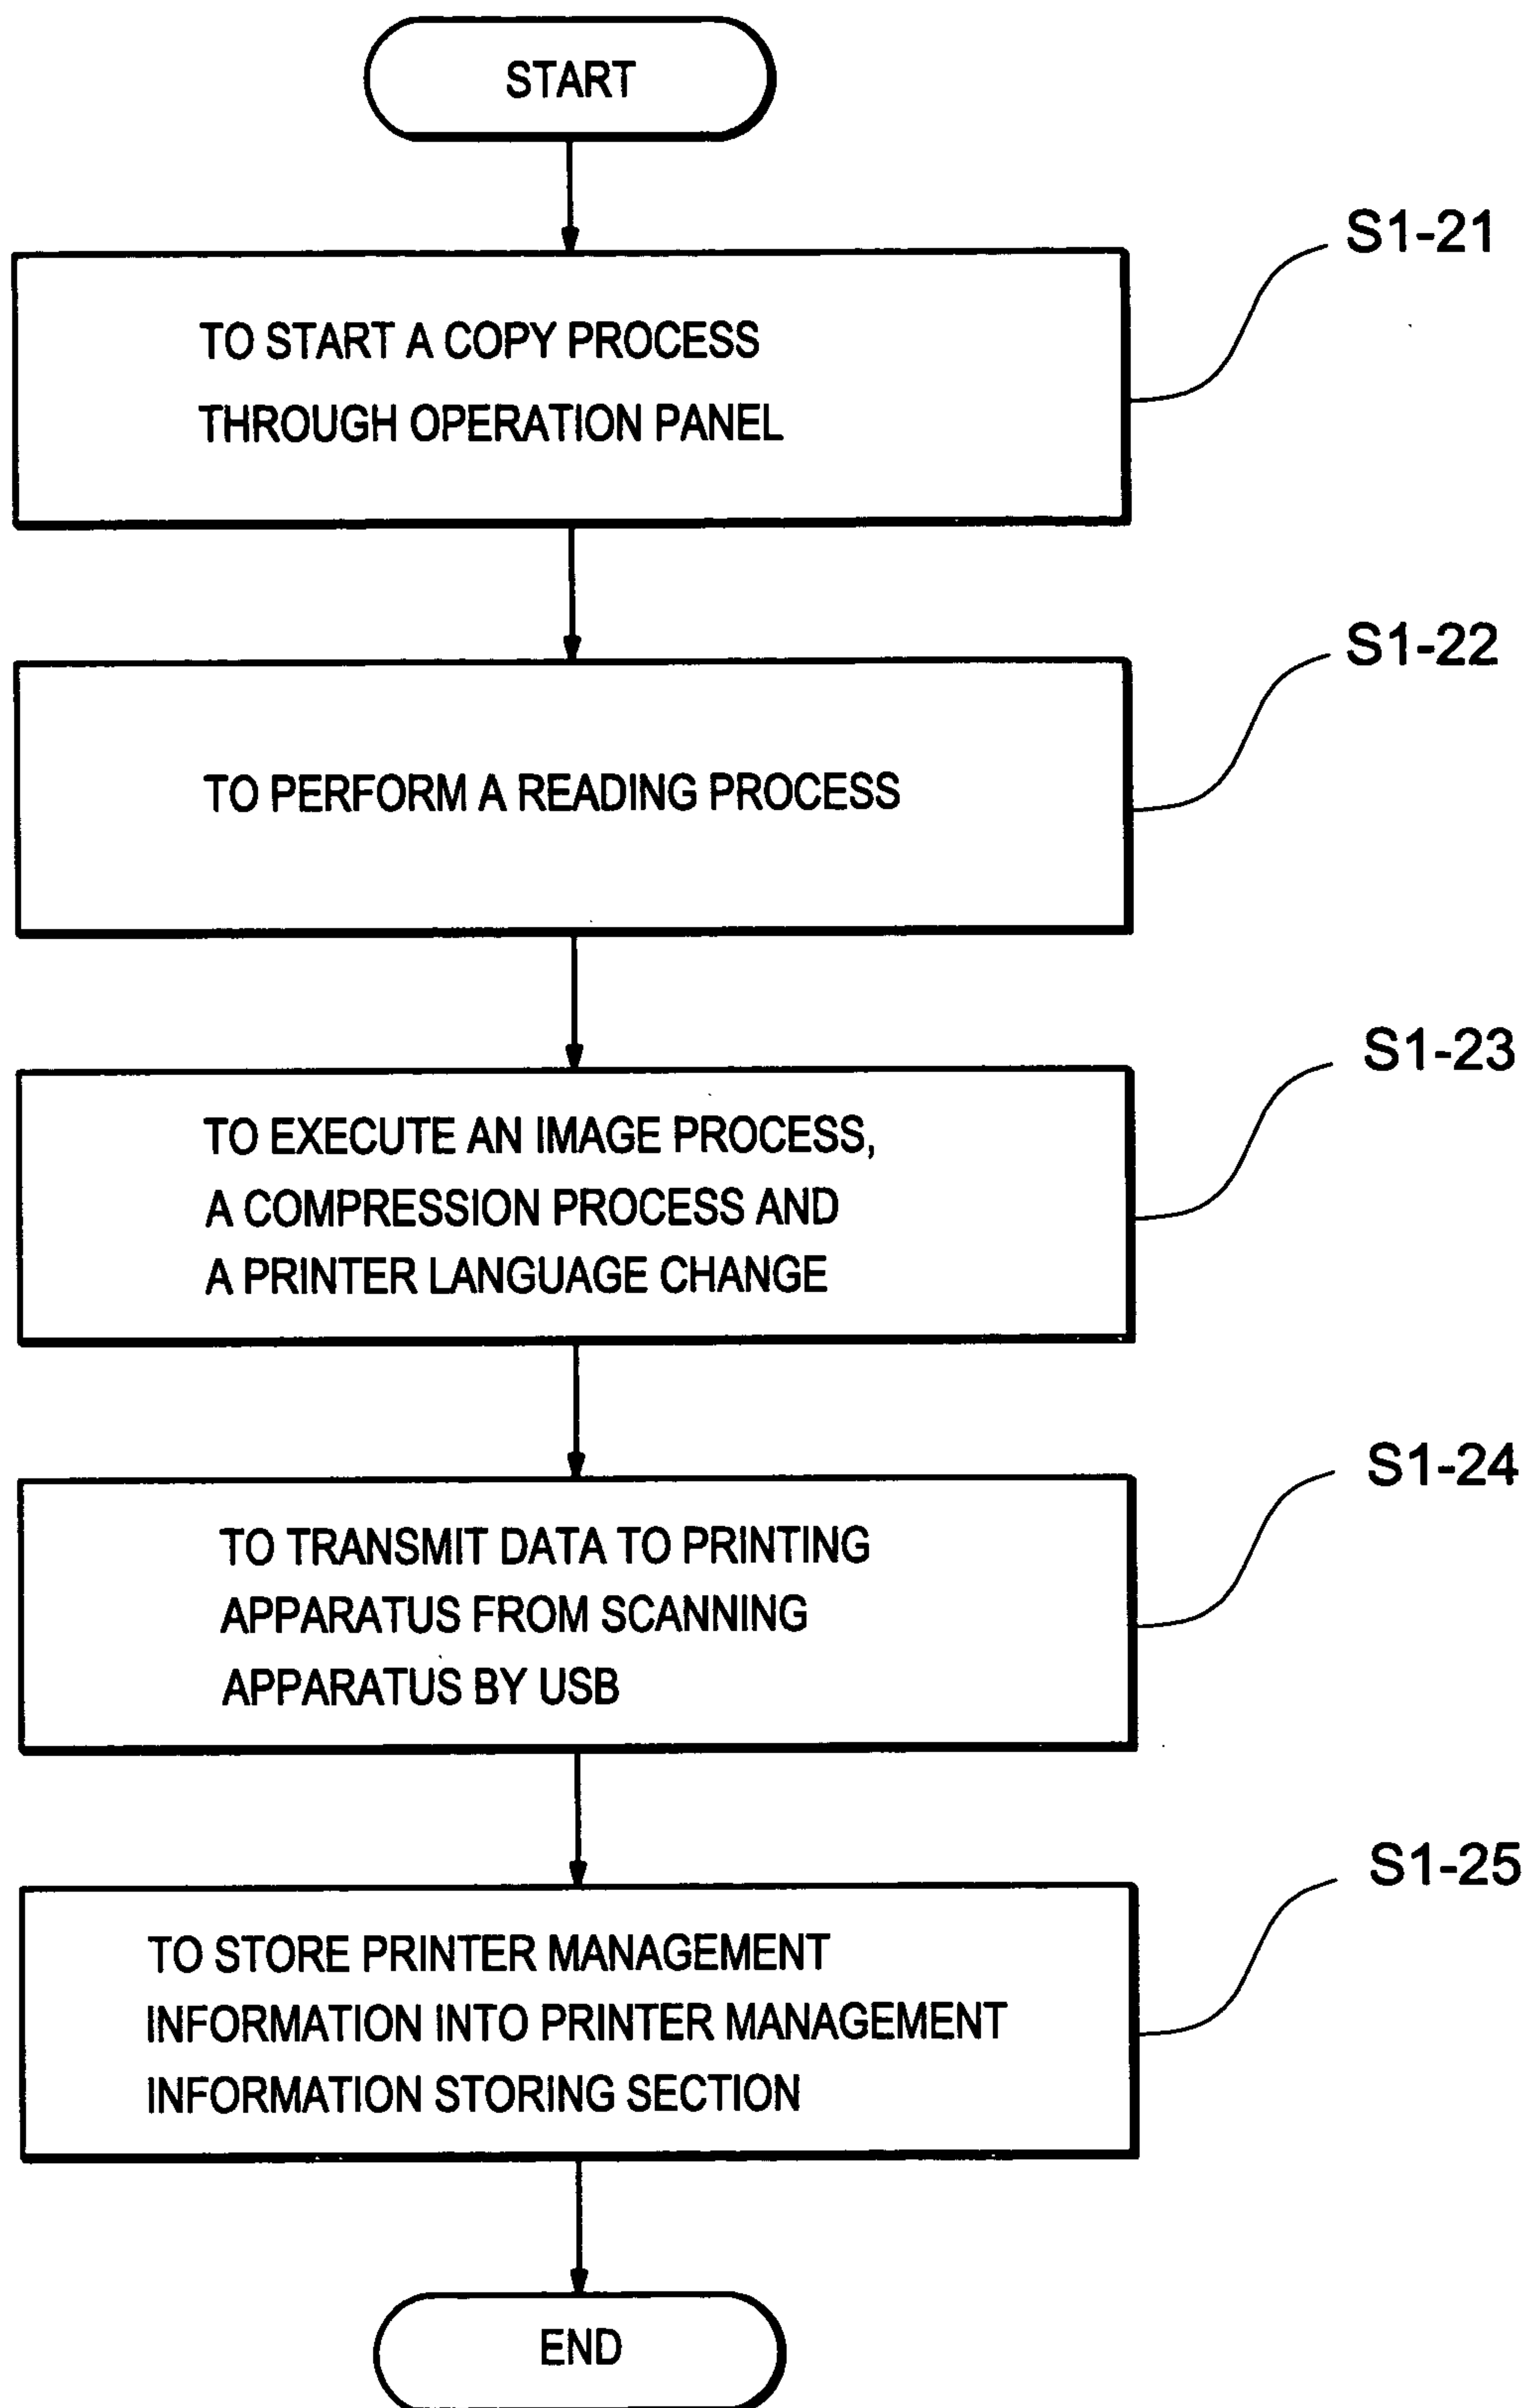 START
S1-21
TO START A COPY PROCESS
THROUGH OPERATION PANEL
S1-22
TO PERFORM A READING PROCESS
S1-23
TO EXECUTE AN IMAGE PROCESS,
A COMPRESSION PROCESS AND
A PRINTER LANGUAGE CHANGE
S1-24
TO TRANSMIT DATA TO PRINTING
APPARATUS FROM SCANNING
APPARATUS BY USB
S1-25
TO STORE PRINTER MANAGEMENT
INFORMATION INTO PRINTER MANAGEMENT
INFORMATION STORING SECTION
END